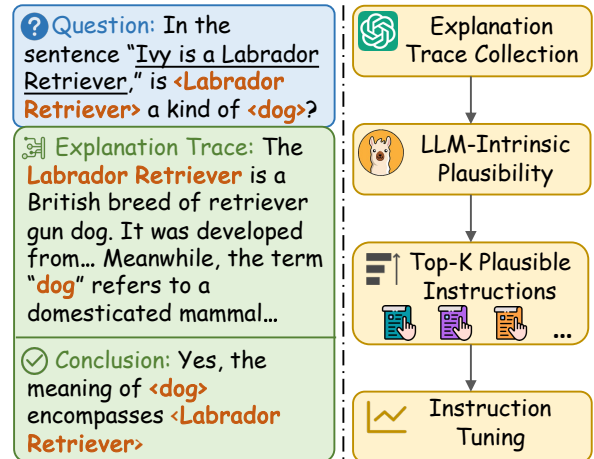 Question: In the
sentence “Ivy is a Labrador
Retriever,” is <Labrador
Retriever> a kind of <dog>?
Explanation Trace: The
Labrador Retriever is a
British breed of retriever
gun dog. It was developed
from... Meanwhile, the term
“dog” refers to a
domesticated mammal...
Conclusion: Yes, the
meaning of <dog>
encompasses <Labrador
Retriever>
Explanation
Trace Collection
LLM-Intrinsic
Plausibility
Top-K Plausible
Instructions
...
Instruction
Tuning